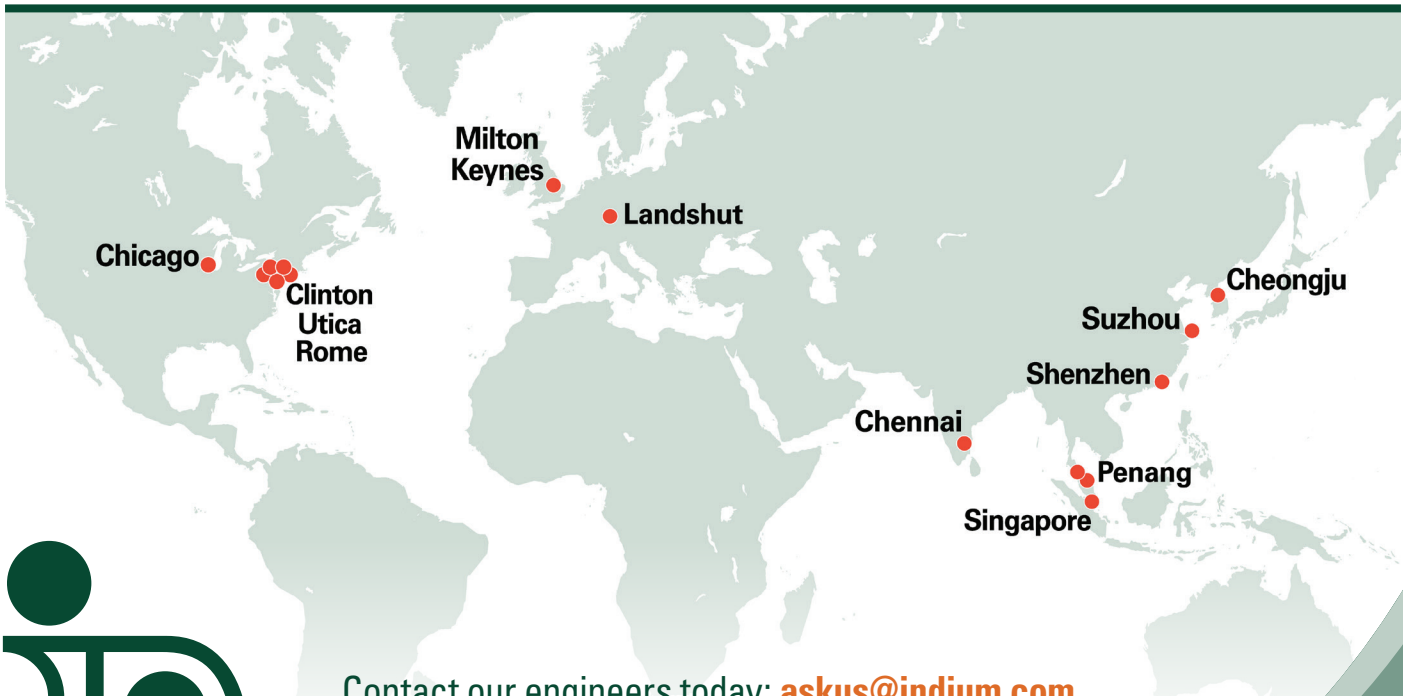 Milton
Keynes
Landshut
Chicago
Clinton
Utica
Rome
Cheongju
Suzhou
Shenzhen
Chennai
Penang
Singapore
Contact our engineers today: askus@indium.com